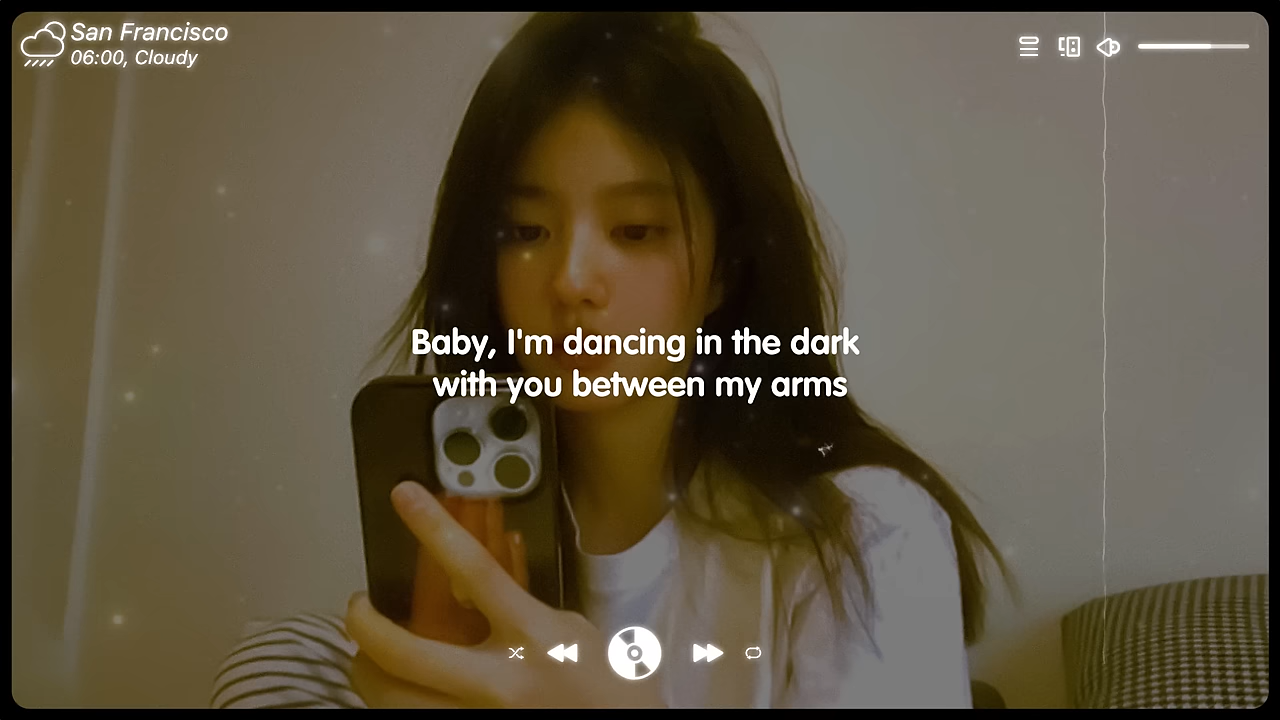 San Francisco
06:00, Cloudy
Baby, I'm dancing in the dark
with you between my arms